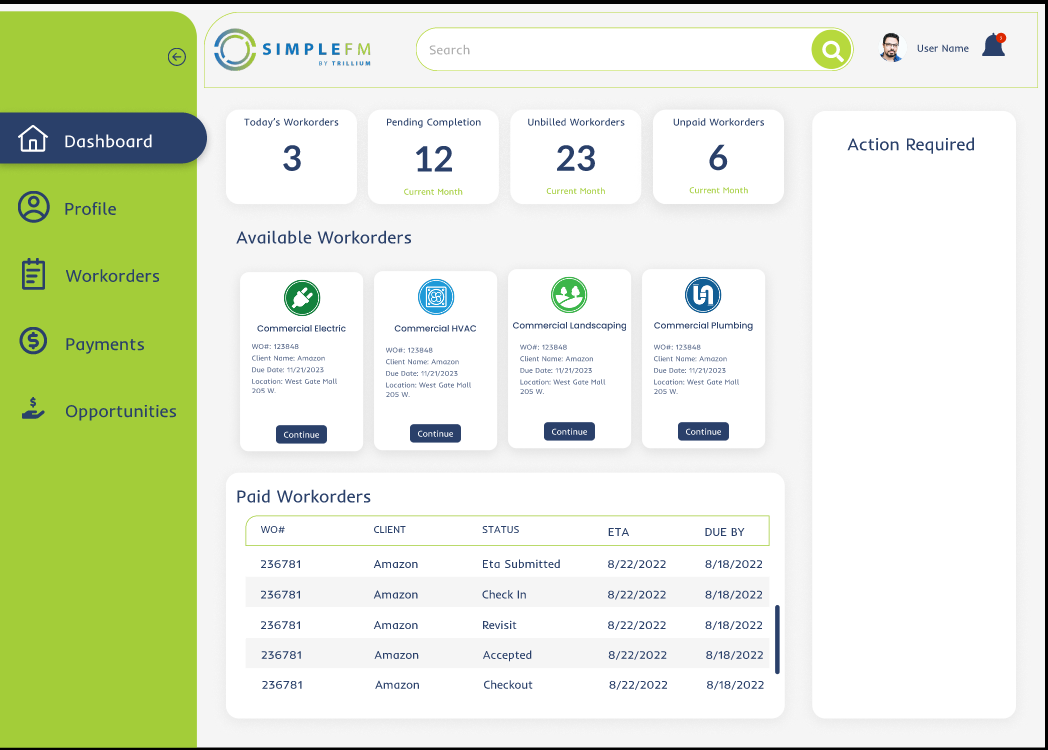 SIMPLEFM
BY TRILLIUM
Search
User Name
Dashboard
Profile
Workorders
Payments
Opportunities
Today's Workorders
3
Pending Completion
12
Current Month
Unbilled Workorders
23
Current Month
Unpaid Workorders
6
Current Month
Action Required
Available Workorders
Commercial Electric
WO#: 123848
Client Name: Amazon
Due Date: 11/21/2023
Location: West Gate Mall
205 W.
Continue
Commercial HVAC
WO#: 123848
Client Name: Amazon
Due Date: 11/21/2023
Location: West Gate Mall
205 W.
Continue
Commercial Landscaping
WO#: 123848
Client Name: Amazon
Due Date: 11/21/2023
Location: West Gate Mall
205 W.
Continue
Commercial Plumbing
WO#: 123848
Client Name: Amazon
Due Date: 11/21/2023
Location: West Gate Mall
205 W.
Continue
Paid Workorders
WO# CLIENT STATUS ETA DUE BY
236781 Amazon Eta Submitted 8/22/2022 8/18/2022
236781 Amazon Check In 8/22/2022 8/18/2022
236781 Amazon Revisit 8/22/2022 8/18/2022
236781 Amazon Accepted 8/22/2022 8/18/2022
236781 Amazon Checkout 8/22/2022 8/18/2022